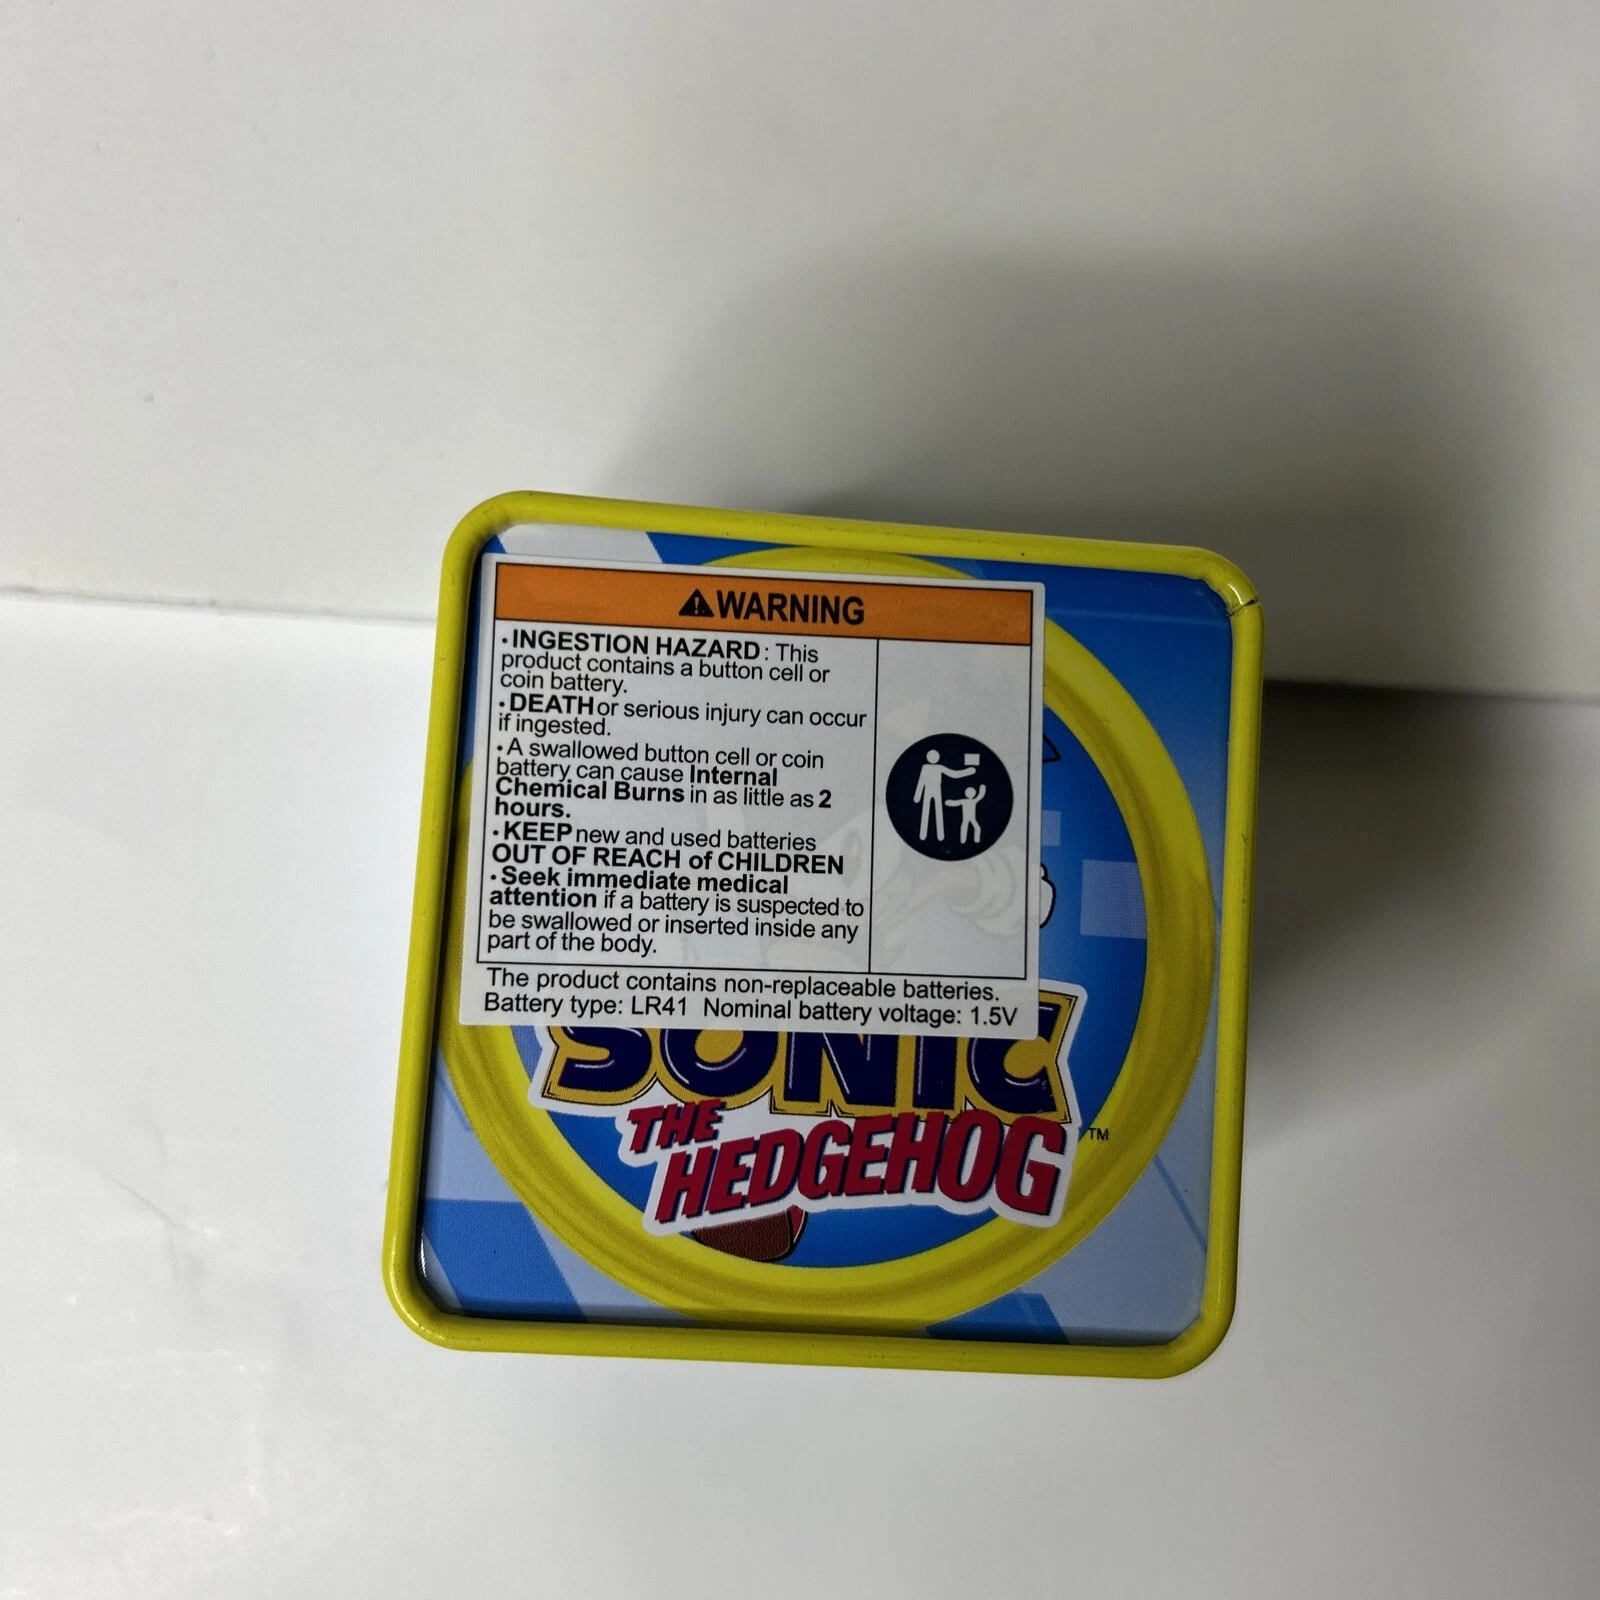 WARNING
•INGESTION HAZARD: This
product contains a button cell or
coin battery.
•DEATH or serious injury can occur
if ingested.
•A swallowed button cell or coin
battery can cause Internal
Chemical Burns in as little as 2
hours.
•KEEP new and used batteries
OUT OF REACH of CHILDREN
•Seek immediate medical
attention if a battery is suspected to
be swallowed or inserted inside any
part of the body.
The product contains non-replaceable batteries.
Battery type: LR41 Nominal battery voltage: 1.5V
SONIC
THE
HEDGEHOG™